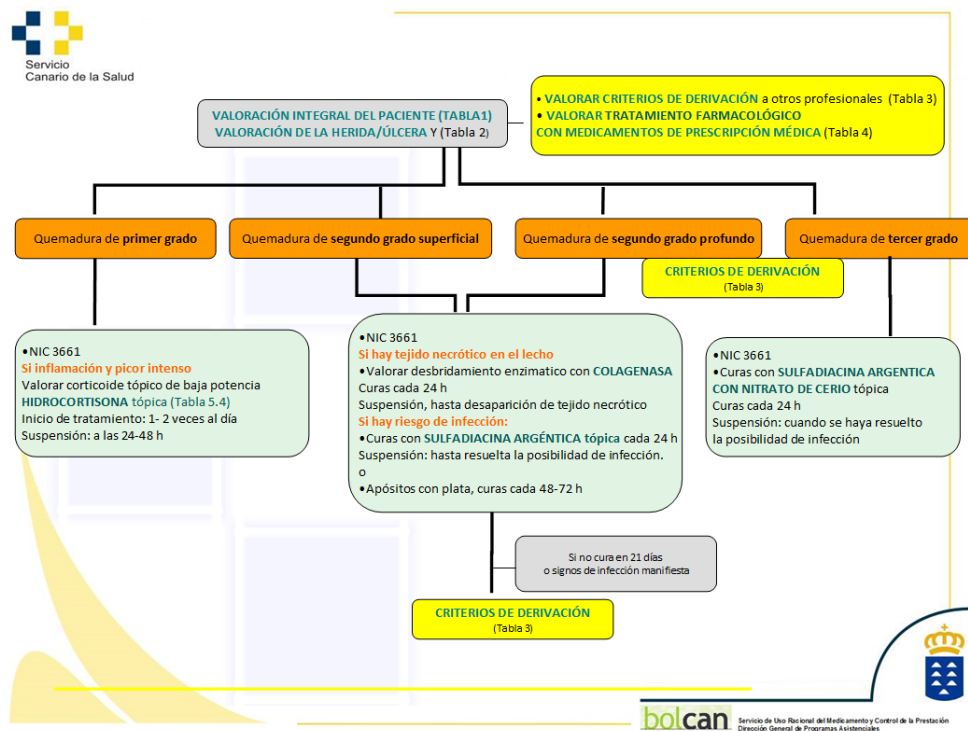 Servicio
Canario de la Salud
VALORACIÓN INTEGRAL DEL PACIENTE (TABLA1)
VALORACIÓN DE LA HERIDA/ÚLCERA Y (Tabla 2)
• VALORAR CRITERIOS DE DERIVACIÓN a otros profesionales (Tabla 3)
• VALORAR TRATAMIENTO FARMACOLÓGICO
CON MEDICAMENTOS DE PRESCRIPCIÓN MÉDICA (Tabla 4)
Quemadura de primer grado
Quemadura de segundo grado superficial
Quemadura de segundo grado profundo
Quemadura de tercer grado
CRITERIOS DE DERIVACIÓN
(Tabla 3)
•NIC 3661
Si inflamación y picor intenso
Valorar corticoide tópico de baja potencia
HIDROCORTISONA tópica (Tabla 5.4)
Inicio de tratamiento: 1- 2 veces al día
Suspensión: a las 24-48 h
•NIC 3661
Si hay tejido necrótico en el lecho
•Valorar desbridamiento enzimatico con COLAGENASA
Curas cada 24 h
Suspensión, hasta desaparición de tejido necrótico
Si hay riesgo de infección:
•Curas con SULFADIACINA ARGÉNTICA tópica cada 24 h
Suspensión: hasta resuelta la posibilidad de infección.
o
•Apósitos con plata, curas cada 48-72 h
•NIC 3661
•Curas con SULFADIACINA ARGENTICA
CON NITRATO DE CERIO tópica
Curas cada 24 h
Suspensión: cuando se haya resuelto
la posibilidad de infección
Si no cura en 21 días
o signos de infección manifiesta
CRITERIOS DE DERIVACIÓN
(Tabla 3)
bolcan
Servicio de Uso Racional del Medicamento y Control de la Prestación
Dirección General de Programas Asistenciales